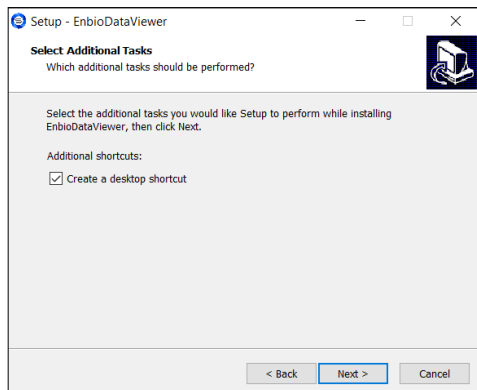 Setup - EnbioDataViewer
Select Additional Tasks
Which additional tasks should be performed?
Select the additional tasks you would like Setup to perform while installing
EnbioDataViewer, then click Next.
Additional shortcuts:
Create a desktop shortcut
< Back Next > Cancel